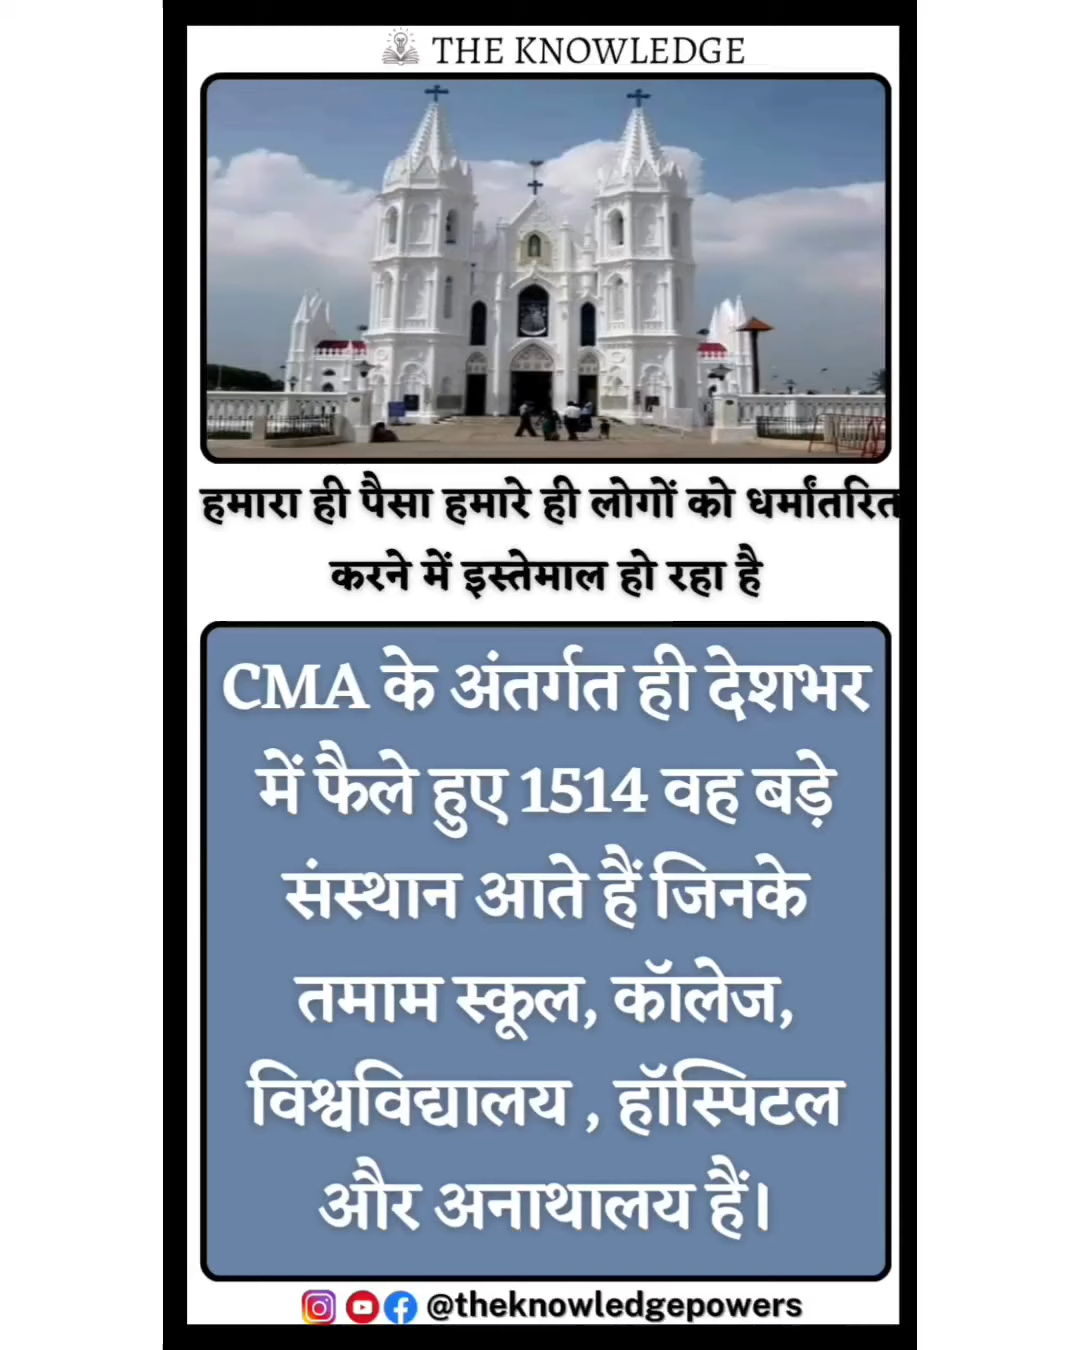 THE KNOWLEDGE
हमारा ही पैसा हमारे ही लोगों को धर्मांतरित
करने में इस्तेमाल हो रहा है
CMA के अंतर्गत ही देशभर
में फैले हुए 1514 वह बड़े
संस्थान आते हैं जिनके
तमाम स्कूल, कॉलेज,
विश्वविद्यालय , हॉस्पिटल
और अनाथालय हैं।
@theknowledgepowers